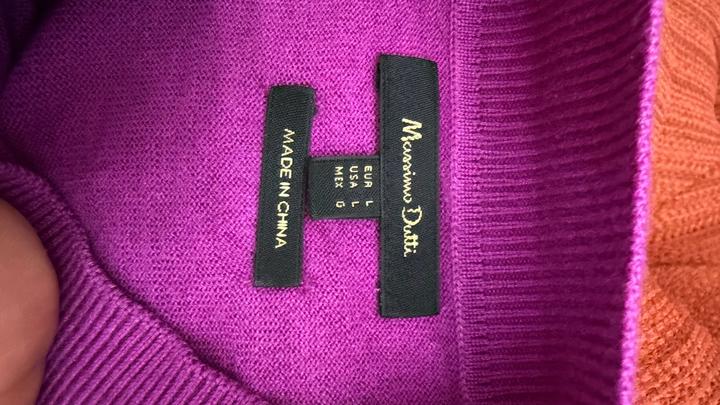 Massimo Dutti
EUR L
USA L
MEX G
MADE IN CHINA